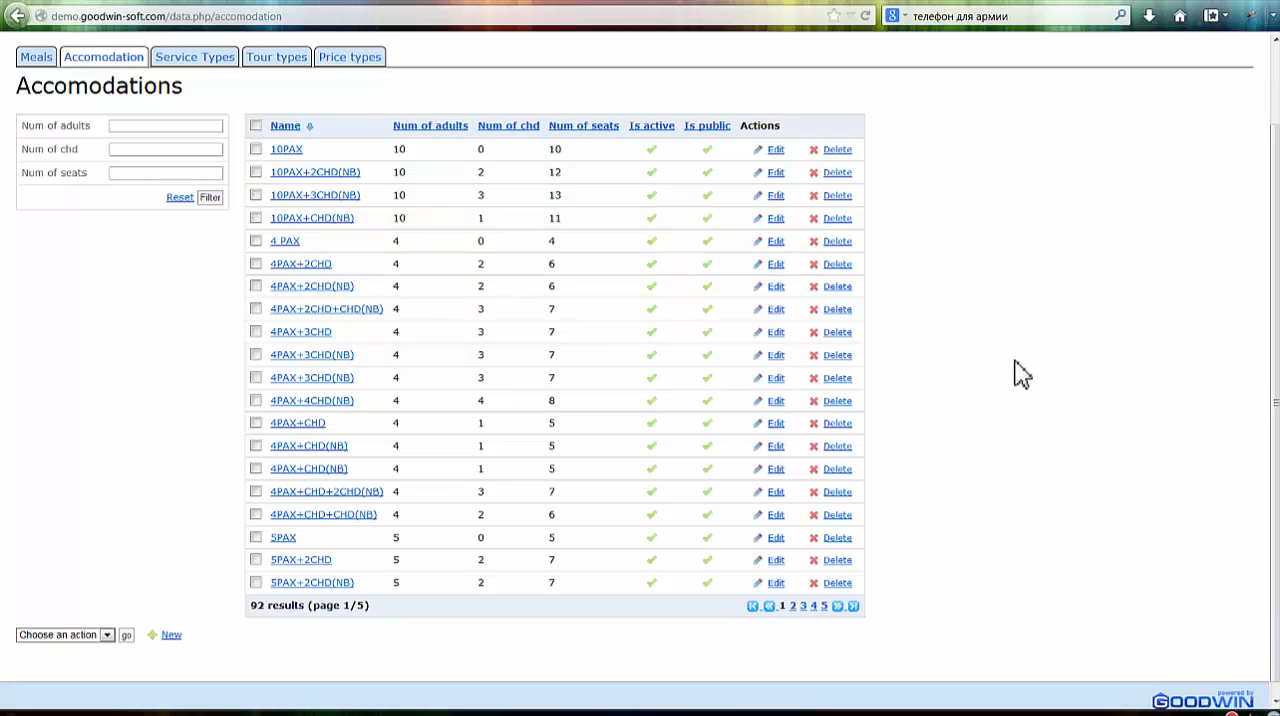 demo.goodwin-soft.com/data.php/accomodation
телефон для армии
Meals Accomodation Service Types Tour types Price types
Accomodations
Num of adults
Num of chd
Num of seats
Reset Filter
Name Num of adults Num of chd Num of seats Is active Is public Actions
10PAX 10 0 10 Edit Delete
10PAX+2CHD(NB) 10 2 12 Edit Delete
10PAX+3CHD(NB) 10 3 13 Edit Delete
10PAX+CHD(NB) 10 1 11 Edit Delete
4 PAX 4 0 4 Edit Delete
4PAX+2CHD 4 2 6 Edit Delete
4PAX+2CHD(NB) 4 2 6 Edit Delete
4PAX+2CHD+CHD(NB) 4 3 7 Edit Delete
4PAX+3CHD 4 3 7 Edit Delete
4PAX+3CHD(NB) 4 3 7 Edit Delete
4PAX+3CHD(NB) 4 3 7 Edit Delete
4PAX+4CHD(NB) 4 4 8 Edit Delete
4PAX+CHD 4 1 5 Edit Delete
4PAX+CHD(NB) 4 1 5 Edit Delete
4PAX+CHD(NB) 4 1 5 Edit Delete
4PAX+CHD+2CHD(NB) 4 3 7 Edit Delete
4PAX+CHD+CHD(NB) 4 2 6 Edit Delete
5PAX 5 0 5 Edit Delete
5PAX+2CHD 5 2 7 Edit Delete
5PAX+2CHD(NB) 5 2 7 Edit Delete
92 results (page 1/5) 1 2 3 4 5
Choose an action go New
powered by
GOODWIN